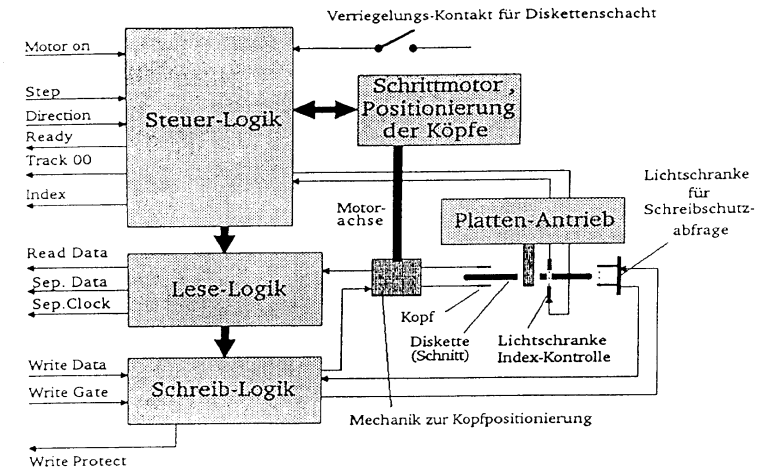 Verriegelungs-Kontakt für Diskettenschacht
Motor on
Step
Direction
Ready
Track 00
Index
Steuer-Logik
Schrittmotor ,
Positionierung
der Köpfe
Lichtschranke
für
Schreibschutz-
abfrage
Motor-
achse
Platten-Antrieb
Read Data
Sep. Data
Sep.Clock
Lese-Logik
Kopf
Diskette
(Schnitt)
Lichtschranke
Index-Kontrolle
Write Data
Write Gate
Schreib-Logik
Mechanik zur Kopfpositionierung
Write Protect